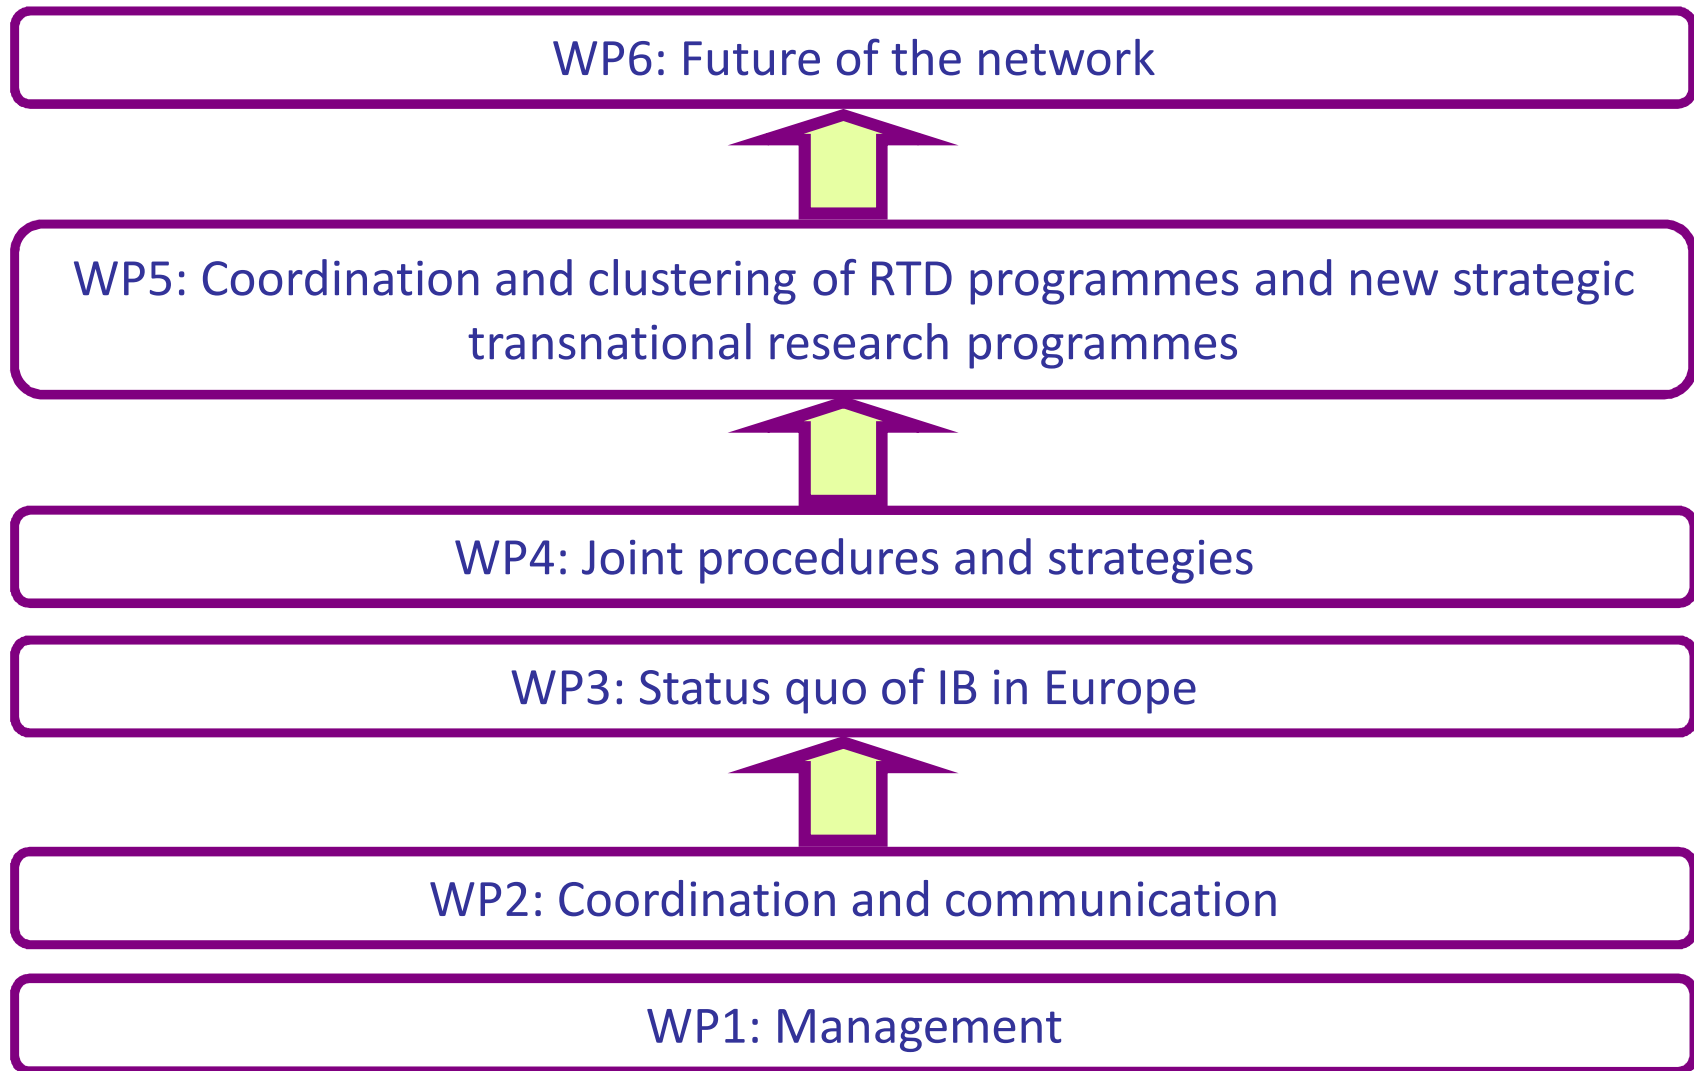 WP6: Future of the network
WP5: Coordination and clustering of RTD programmes and new strategic
transnational research programmes
WP4: Joint procedures and strategies
WP3: Status quo of IB in Europe
WP2: Coordination and communication
WP1: Management